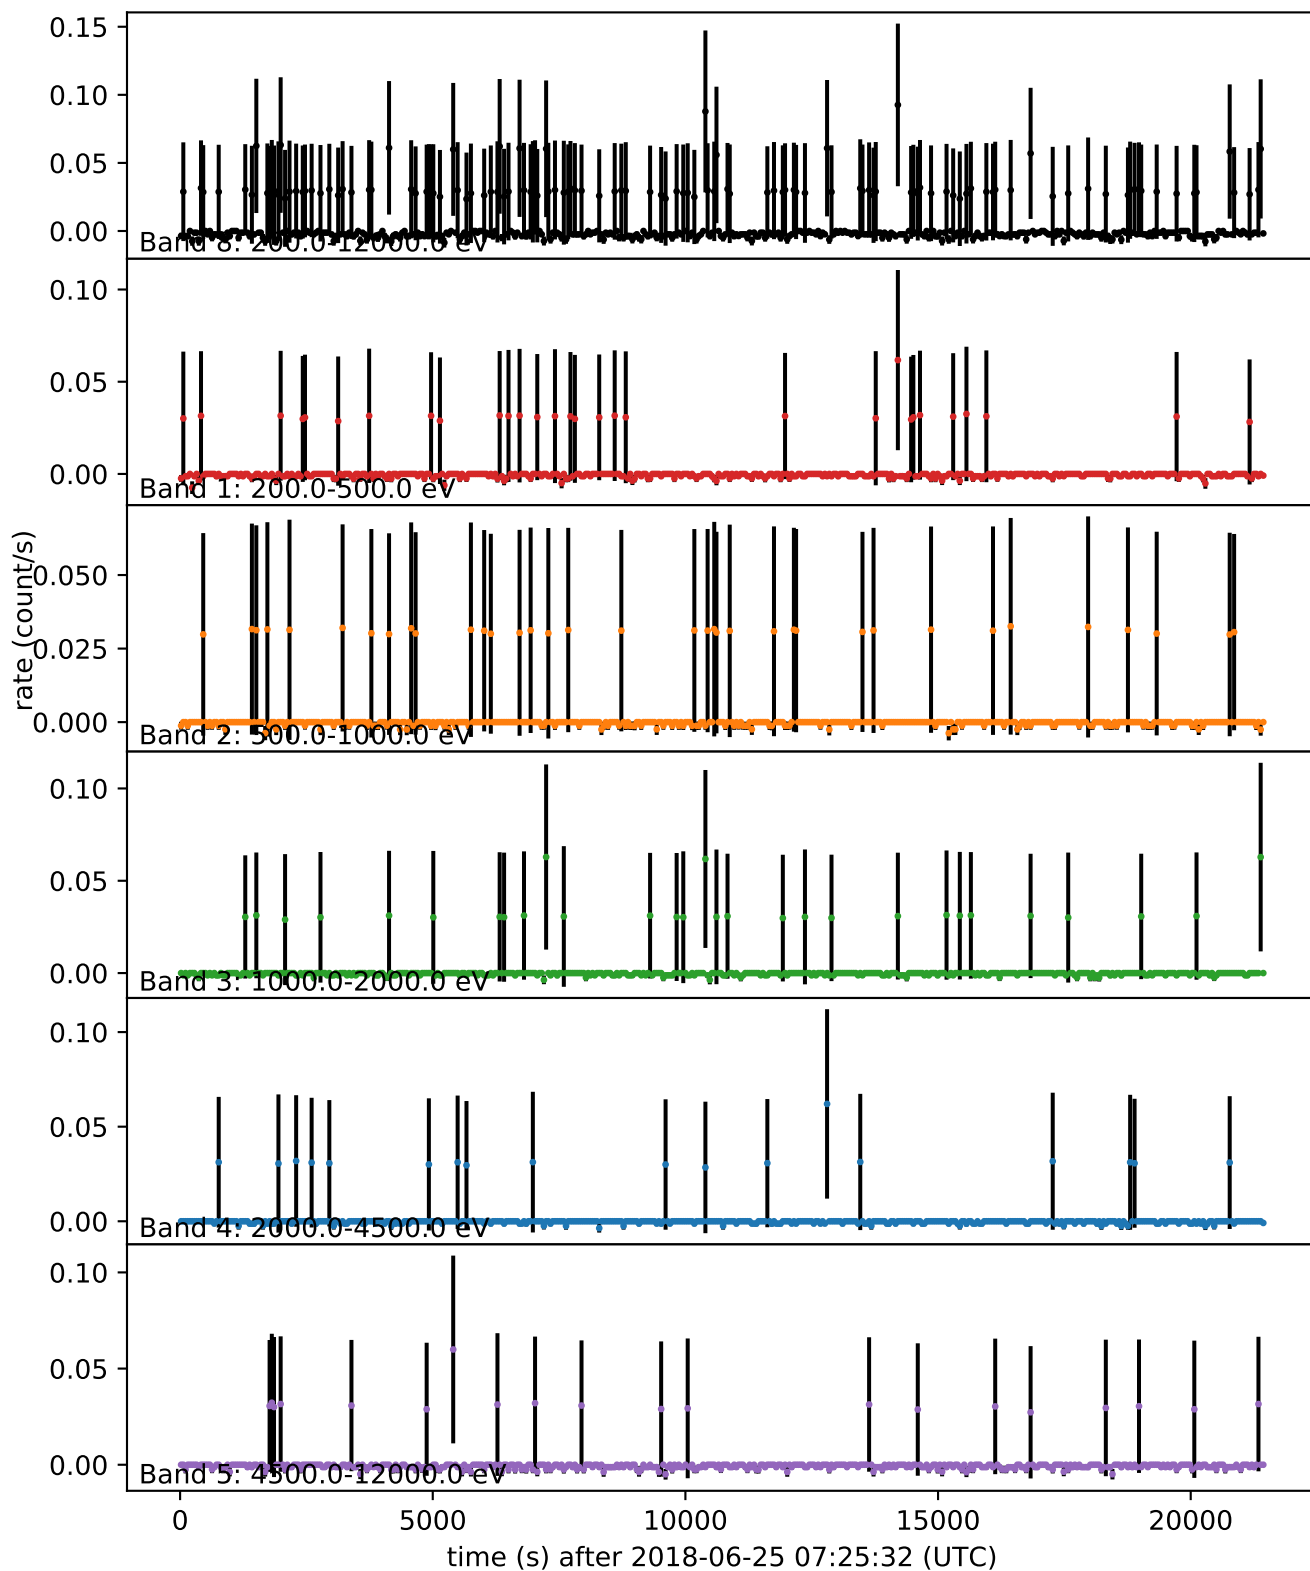 0.15
0.10
0.05
0.00
Band 8: 200.0-12000.0 eV
0.10
0.05
0.00
Band 1: 200.0-500.0 eV
rate (count/s)
0.050
0.025
0.000
Band 2: 500.0-1000.0 eV
0.10
0.05
0.00
Band 3: 1000.0-2000.0 eV
0.10
0.05
0.00
Band 4: 2000.0-4500.0 eV
0.10
0.05
0.00
Band 5: 4500.0-12000.0 eV
0 5000 10000 15000 20000
time (s) after 2018-06-25 07:25:32 (UTC)